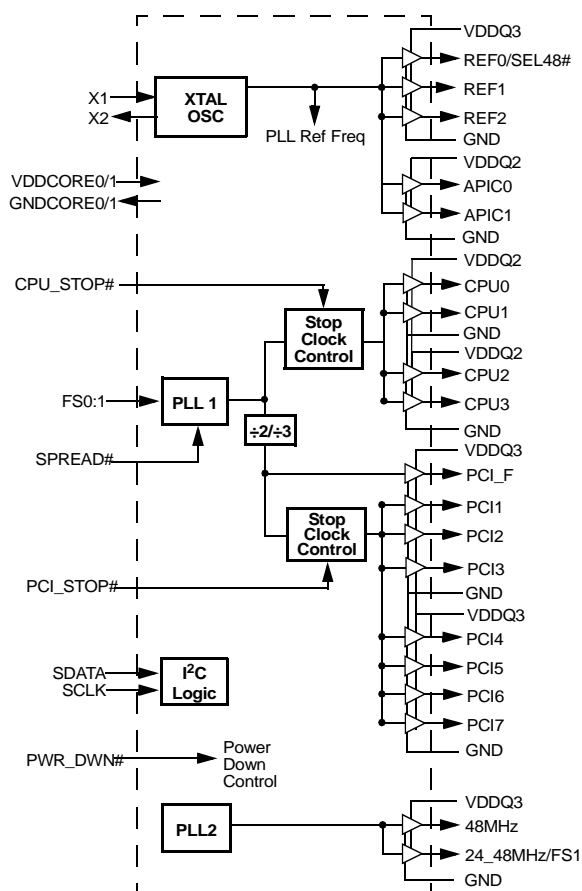 VDDQ3
REF0/SEL48#
X1
XTAL
OSC
REF1
X2
REF2
PLL Ref Freq
GND
VDDQ2
VDDCORE0/1
APIC0
GNDCORE0/1
APIC1
GND
VDDQ2
CPU_STOP#
CPU0
Stop
Clock
Control
CPU1
GND
VDDQ2
CPU2
FS0:1
PLL 1
CPU3
÷2/÷3
GND
VDDQ3
SPREAD#
PCI_F
PCI1
Stop
Clock
Control
PCI2
PCI3
PCI_STOP#
GND
VDDQ3
PCI4
SDATA
SCLK
I²C
Logic
PCI5
PCI6
PCI7
PWR_DWN#
Power
Down
Control
GND
VDDQ3
PLL2
48MHz
24_48MHz/FS1
GND